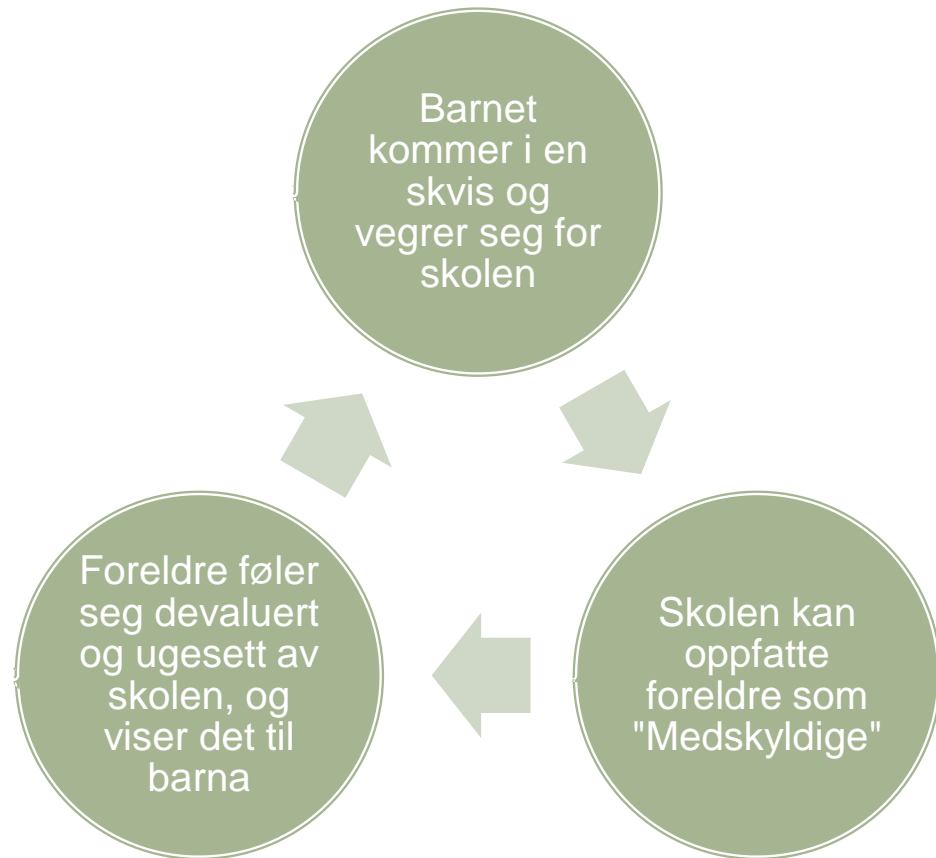 Barnet
kommer i en
skvis og
vegrer seg for
skolen
Skolen kan
oppfatte
foreldre som
"Medskyldige"
Foreldre føler
seg devaluert
og ugesett av
skolen, og
viser det til
barna